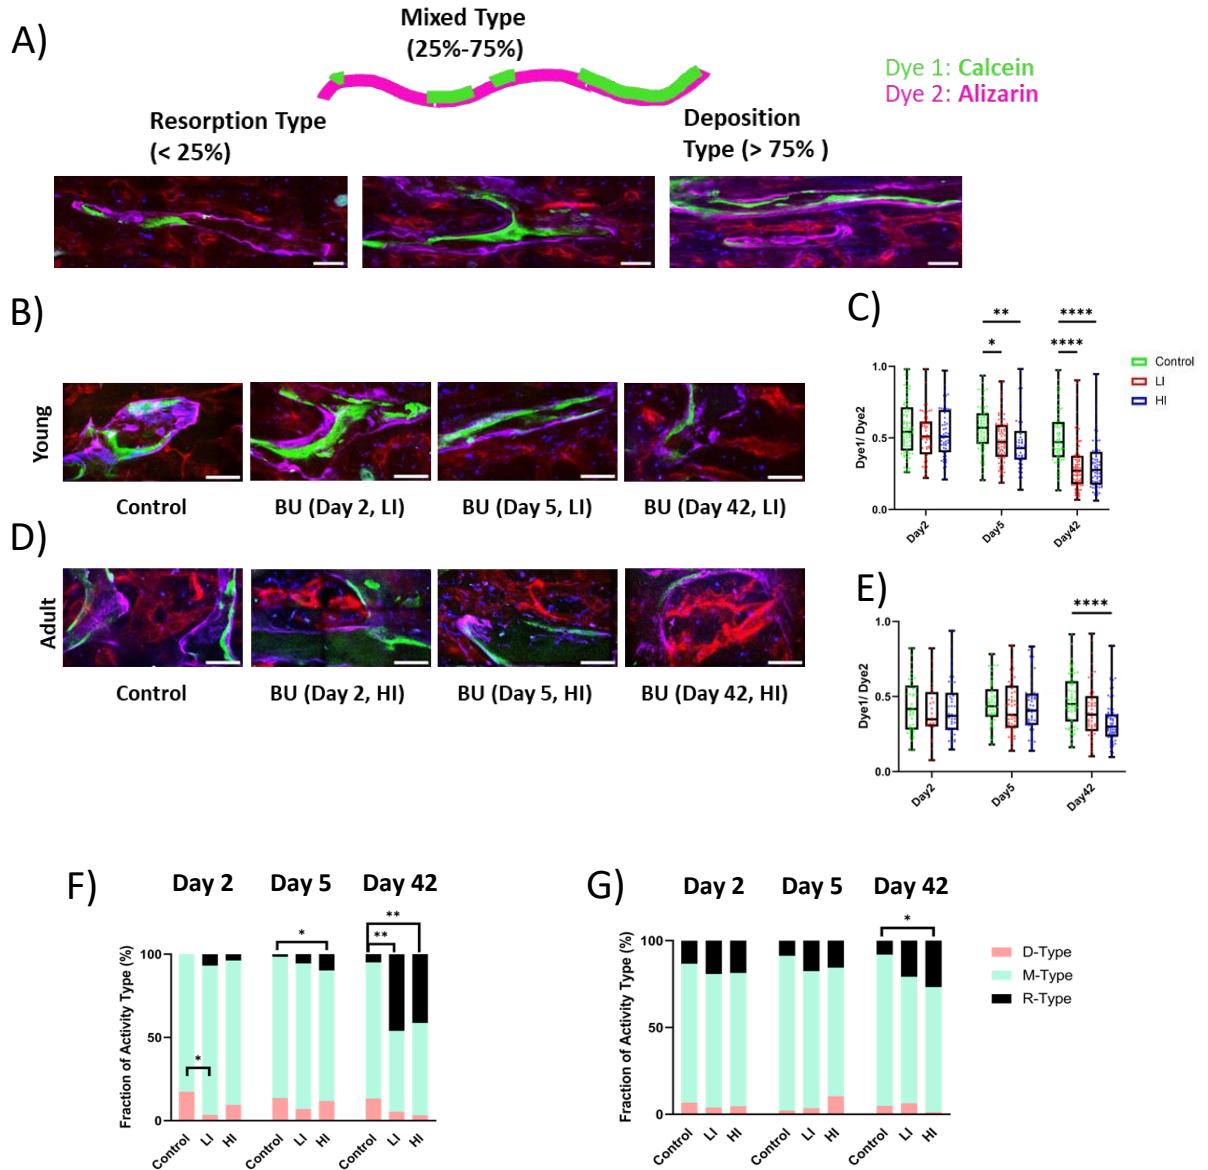 A)
Mixed Type
(25%-75%)
Dye 1: Calcein
Dye 2: Alizarin
Resorption Type
(< 25%)
Deposition
Type (> 75% )
B)
Young
Control
BU (Day 2, LI)
BU (Day 5, LI)
BU (Day 42, LI)
C)
**
*
****
****
Control
LI
HI
Dye1/ Dye2
1.0
0.5
0.0
Day2
Day5
Day42
D)
Adult
Control
BU (Day 2, HI)
BU (Day 5, HI)
BU (Day 42, HI)
E)
****
Dye1/ Dye2
1.0
0.5
0.0
Day2
Day5
Day42
F)
Day 2
Day 5
Day 42
Fraction of Activity Type (%)
100
50
0
*
*
**
**
Control
LI
HI
Control
LI
HI
Control
LI
HI
G)
Day 2
Day 5
Day 42
Fraction of Activity Type (%)
100
50
0
*
Control
LI
HI
Control
LI
HI
Control
LI
HI
D-Type
M-Type
R-Type